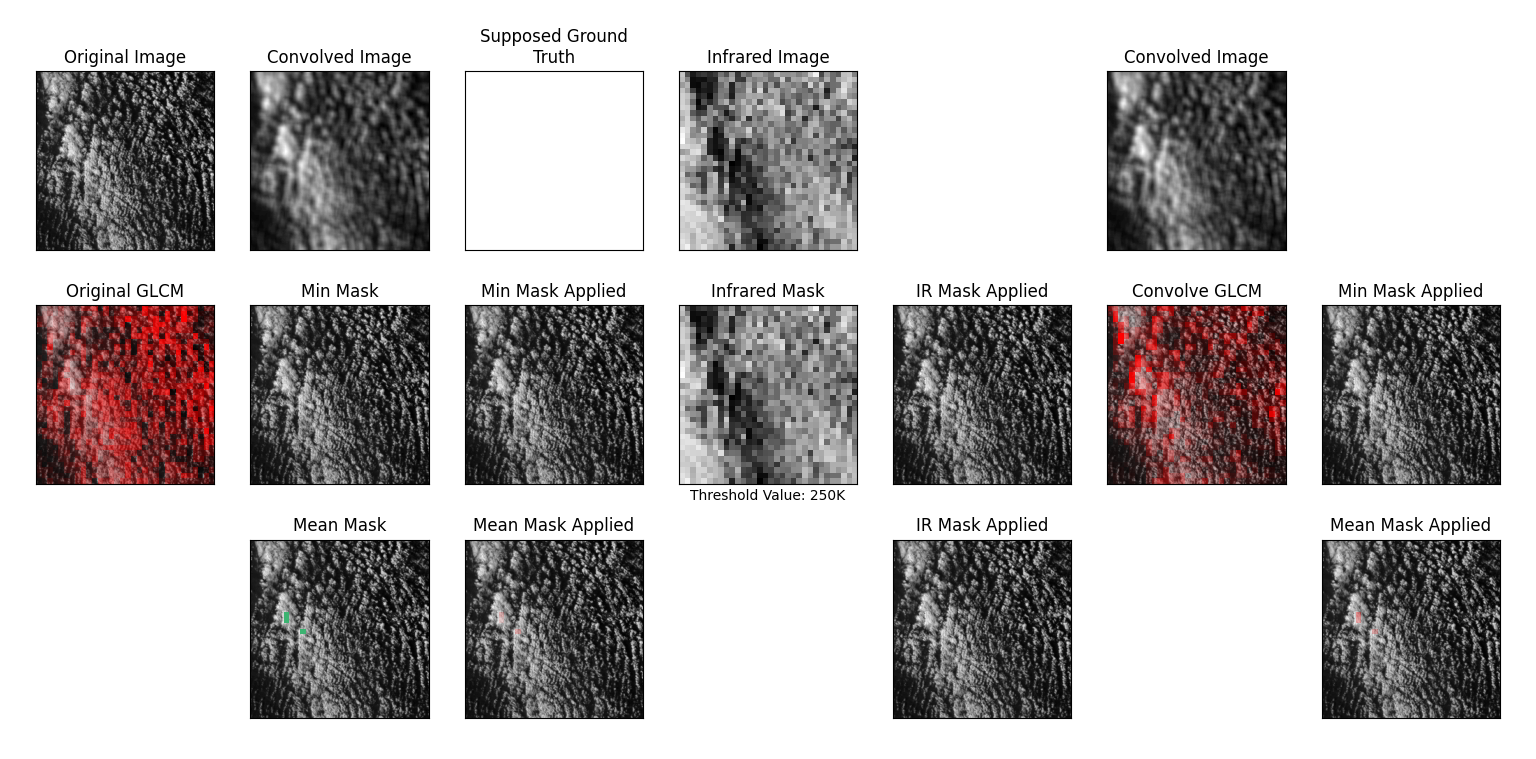 Original Image
Convolved Image
Supposed Ground
Truth
Infrared Image
Convolved Image
Original GLCM
Min Mask
Min Mask Applied
Infrared Mask
IR Mask Applied
Convolve GLCM
Min Mask Applied
Threshold Value: 250K
Mean Mask
Mean Mask Applied
IR Mask Applied
Mean Mask Applied